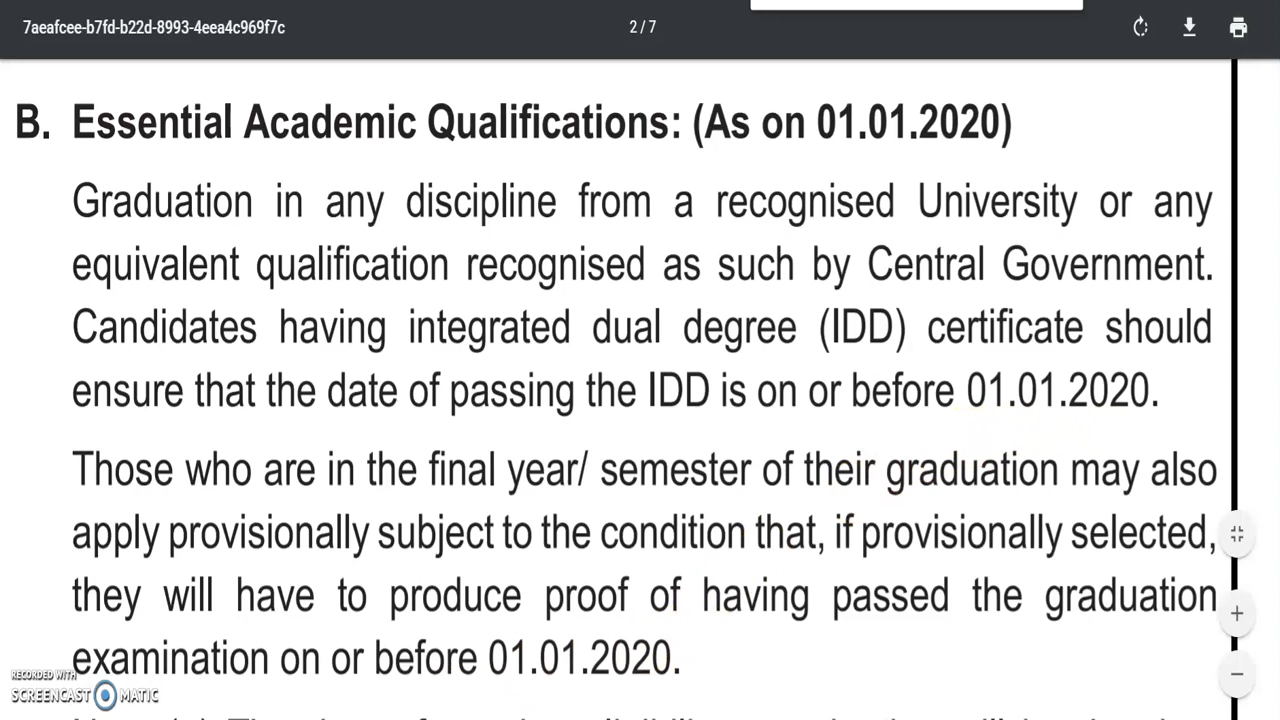 7aeafcee-b7fd-b22d-8993-4eea4c969f7c
2 / 7
B. Essential Academic Qualifications: (As on 01.01.2020)
Graduation in any discipline from a recognised University or any
equivalent qualification recognised as such by Central Government.
Candidates having integrated dual degree (IDD) certificate should
ensure that the date of passing the IDD is on or before 01.01.2020.
Those who are in the final year/ semester of their graduation may also
apply provisionally subject to the condition that, if provisionally selected,
they will have to produce proof of having passed the graduation
examination on or before 01.01.2020.
RECORDED WITH
SCREENCAST MATIC